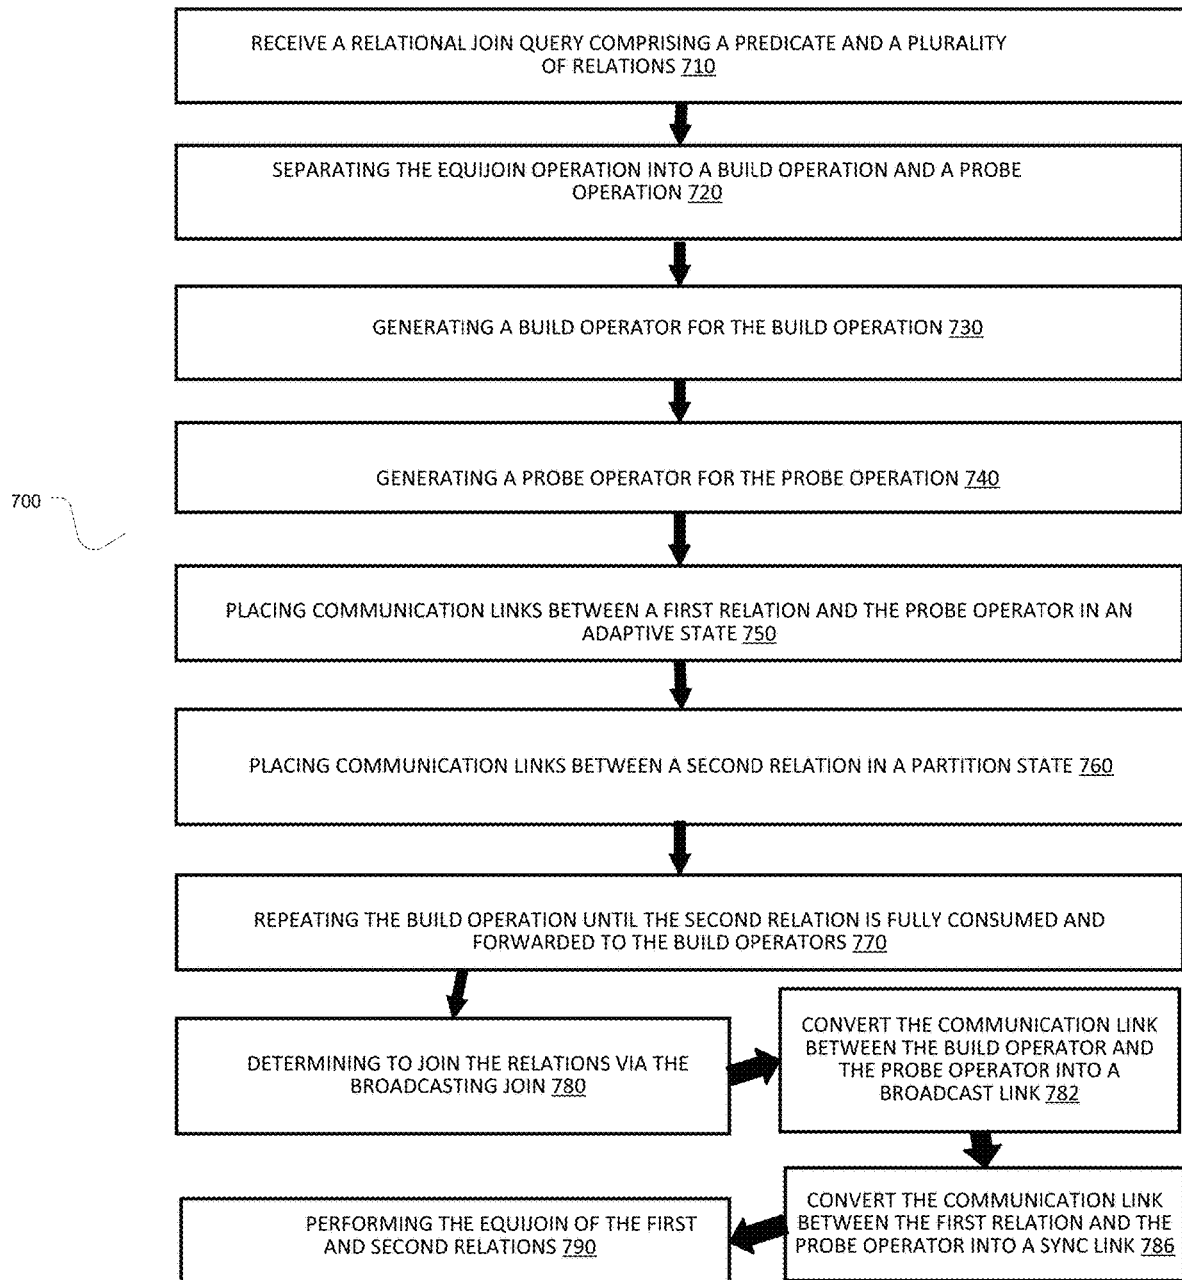 RECEIVE A RELATIONAL JOIN QUERY COMPRISING A PREDICATE AND A PLURALITY
OF RELATIONS 710
SEPARATING THE EQUIJOIN OPERATION INTO A BUILD OPERATION AND A PROBE
OPERATION 720
GENERATING A BUILD OPERATOR FOR THE BUILD OPERATION 730
GENERATING A PROBE OPERATOR FOR THE PROBE OPERATION 740
700
PLACING COMMUNICATION LINKS BETWEEN A FIRST RELATION AND THE PROBE OPERATOR IN AN
ADAPTIVE STATE 750
PLACING COMMUNICATION LINKS BETWEEN A SECOND RELATION IN A PARTITION STATE 760
REPEATING THE BUILD OPERATION UNTIL THE SECOND RELATION IS FULLY CONSUMED AND
FORWARDED TO THE BUILD OPERATORS 770
DETERMINING TO JOIN THE RELATIONS VIA THE
BROADCASTING JOIN 780
CONVERT THE COMMUNICATION LINK
BETWEEN THE BUILD OPERATOR AND
THE PROBE OPERATOR INTO A
BROADCAST LINK 782
CONVERT THE COMMUNICATION LINK
BETWEEN THE FIRST RELATION AND THE
PROBE OPERATOR INTO A SYNC LINK 786
PERFORMING THE EQUIJOIN OF THE FIRST
AND SECOND RELATIONS 790